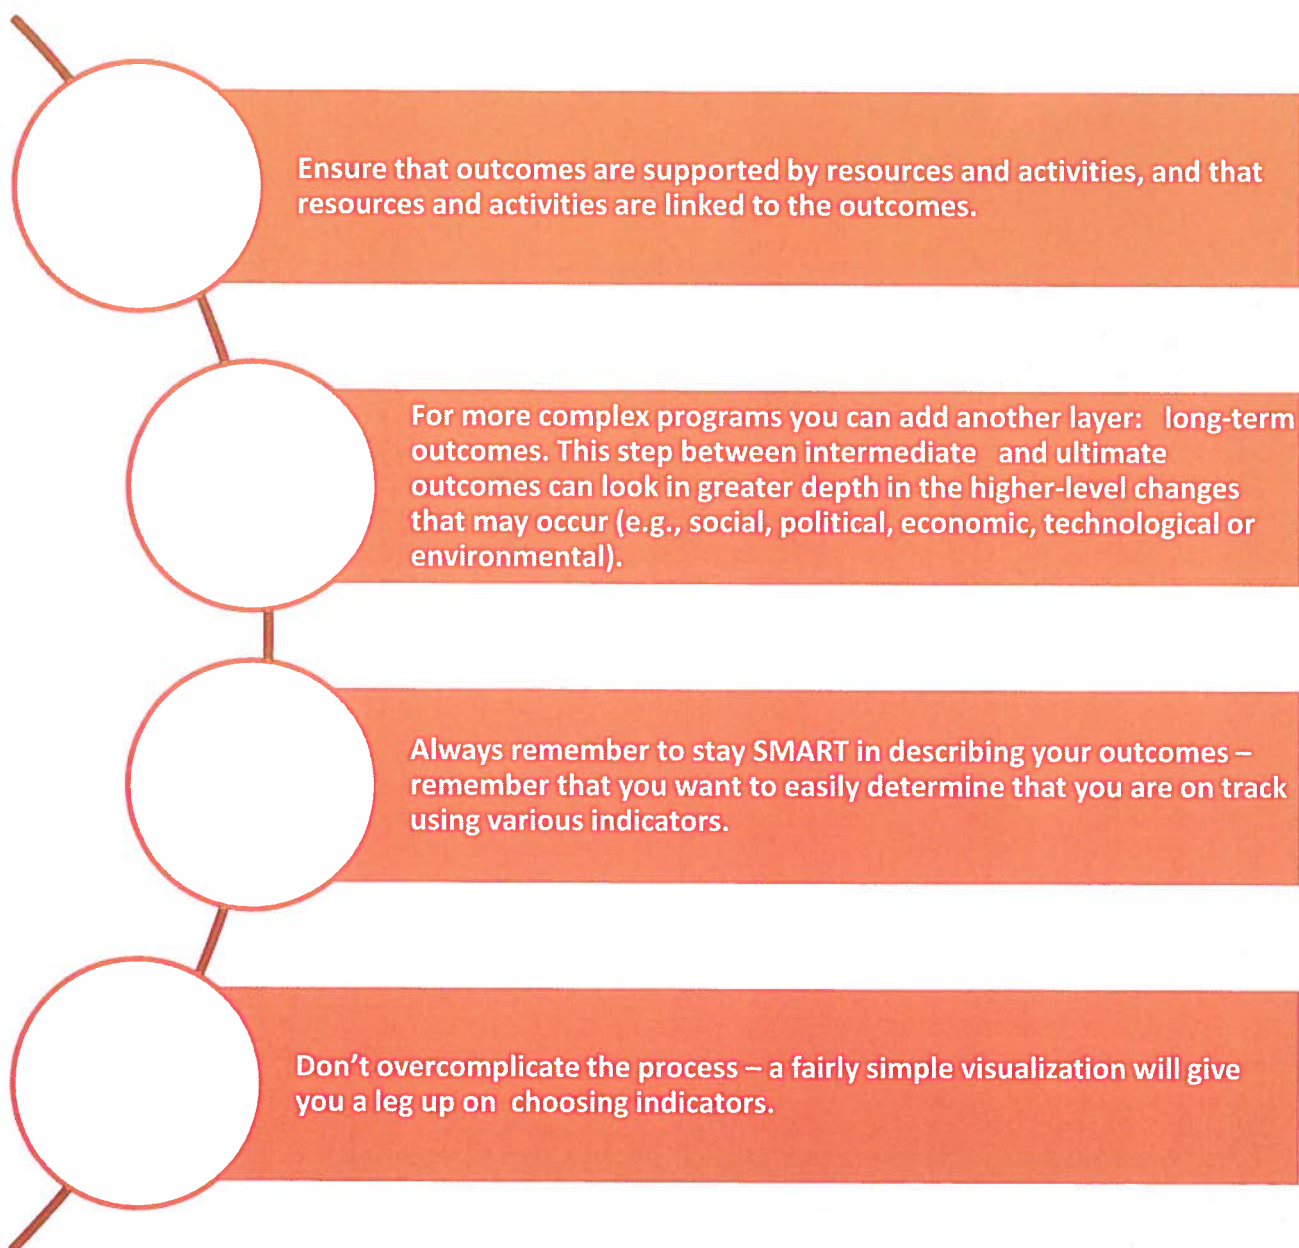 Ensure that outcomes are supported by resources and activities, and that
resources and activities are linked to the outcomes.
For more complex programs you can add another layer:   long-term
outcomes. This step between intermediate   and ultimate
outcomes can look in greater depth in the higher-level changes
that may occur (e.g., social, political, economic, technological or
environmental).
Always remember to stay SMART in describing your outcomes –
remember that you want to easily determine that you are on track
using various indicators.
Don’t overcomplicate the process – a fairly simple visualization will give
you a leg up on  choosing indicators.